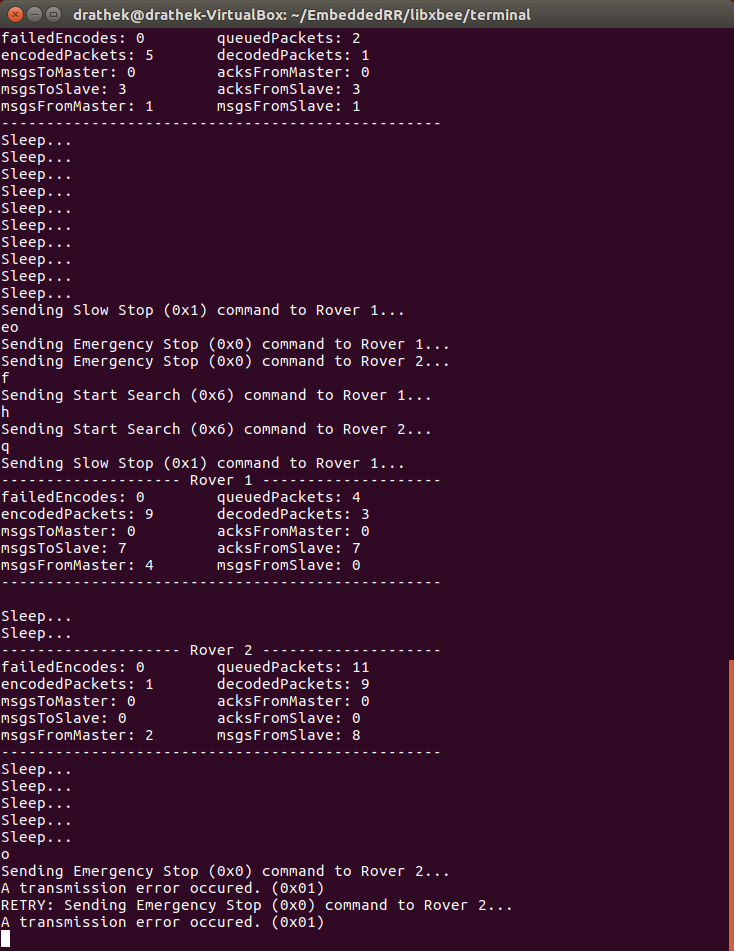 drathek@drathek-VirtualBox: ~/EmbeddedRR/libxbee/terminal
failedEncodes: 0        queuedPackets: 2
encodedPackets: 5       decodedPackets: 1
msgsToMaster: 0         acksFromMaster: 0
msgsToSlave: 3          acksFromSlave: 3
msgsFromMaster: 1       msgsFromSlave: 1
-------------------------------------------------
Sleep...
Sleep...
Sleep...
Sleep...
Sleep...
Sleep...
Sleep...
Sleep...
Sleep...
Sleep...
Sending Slow Stop (0x1) command to Rover 1...
eo
Sending Emergency Stop (0x0) command to Rover 1...
Sending Emergency Stop (0x0) command to Rover 2...
f
Sending Start Search (0x6) command to Rover 1...
h
Sending Start Search (0x6) command to Rover 2...
q
Sending Slow Stop (0x1) command to Rover 1...
-------------------- Rover 1 --------------------
failedEncodes: 0        queuedPackets: 4
encodedPackets: 9       decodedPackets: 3
msgsToMaster: 0         acksFromMaster: 0
msgsToSlave: 7          acksFromSlave: 7
msgsFromMaster: 4       msgsFromSlave: 0
-------------------------------------------------
Sleep...
Sleep...
-------------------- Rover 2 --------------------
failedEncodes: 0        queuedPackets: 11
encodedPackets: 1       decodedPackets: 9
msgsToMaster: 0         acksFromMaster: 0
msgsToSlave: 0          acksFromSlave: 0
msgsFromMaster: 2       msgsFromSlave: 8
-------------------------------------------------
Sleep...
Sleep...
Sleep...
Sleep...
Sleep...
o
Sending Emergency Stop (0x0) command to Rover 2...
A transmission error occured. (0x01)
RETRY: Sending Emergency Stop (0x0) command to Rover 2...
A transmission error occured. (0x01)